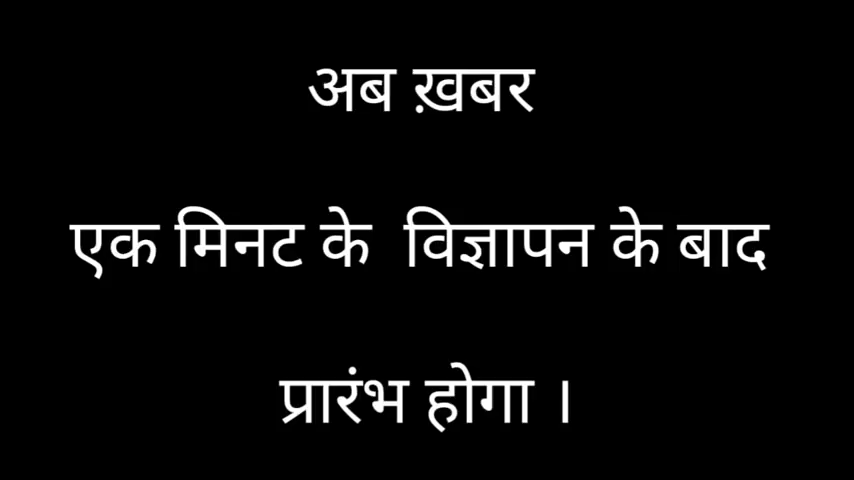 अब ख़बर
एक मिनट के विज्ञापन के बाद
प्रारंभ होगा ।